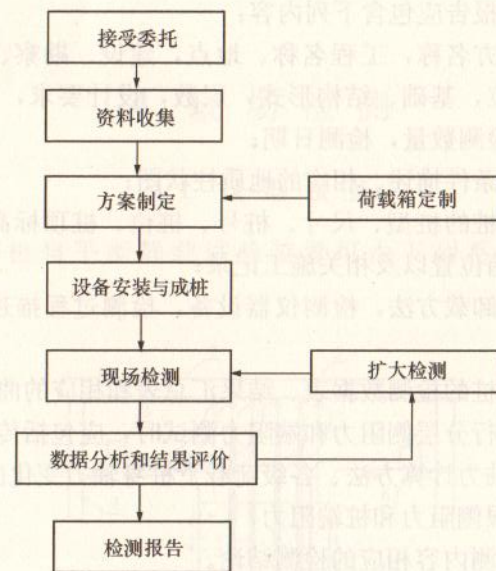 接受委托
资料收集
方案制定
荷载箱定制
设备安装与成桩
现场检测
扩大检测
数据分析和结果评价
检测报告